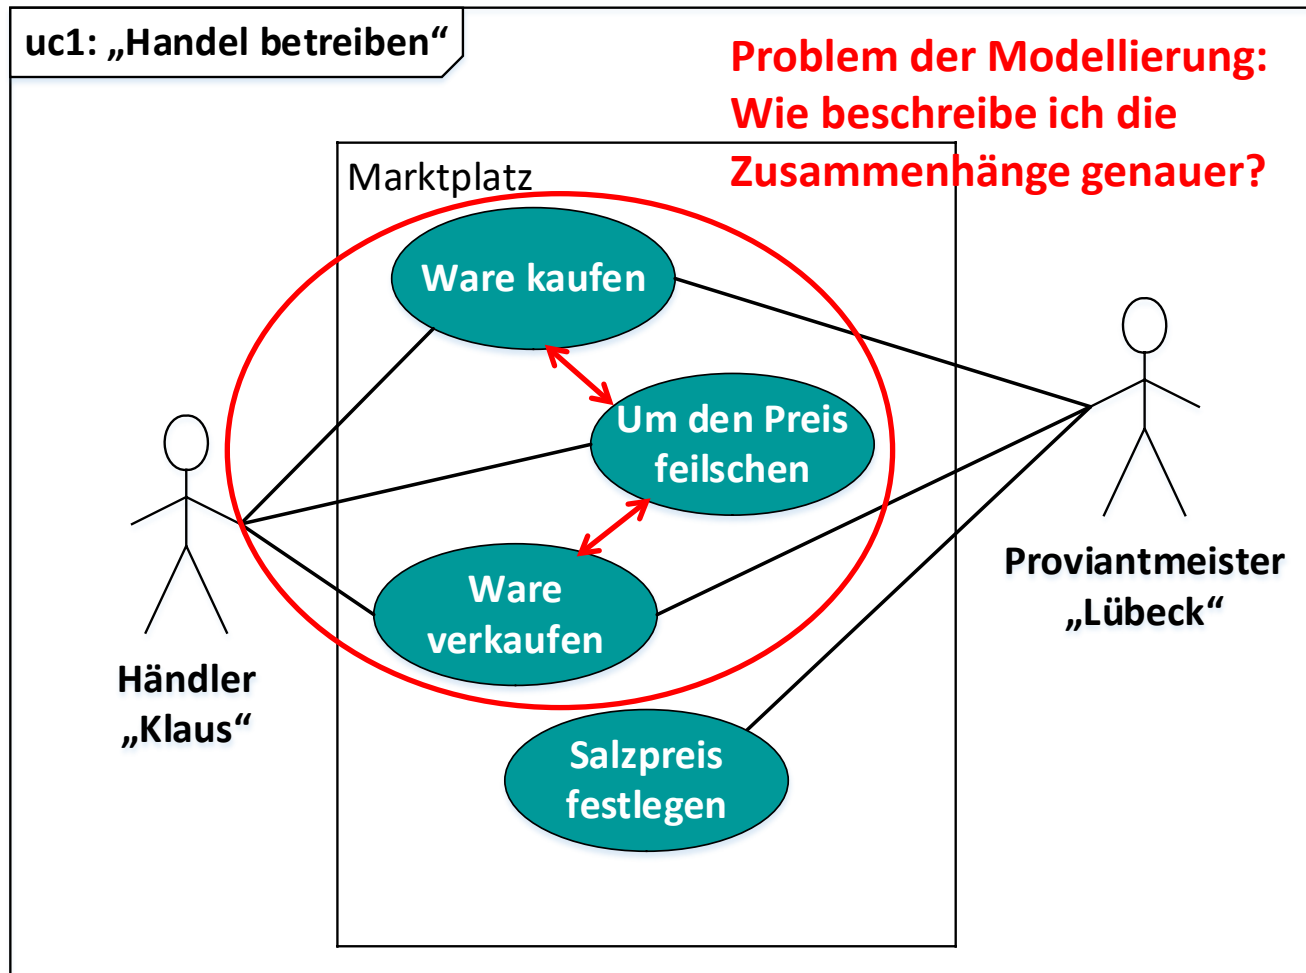 uc1: „Handel betreiben“
Problem der Modellierung:
Wie beschreibe ich die
Zusammenhänge genauer?
Marktplatz
Ware kaufen
Um den Preis
feilschen
Ware
verkaufen
Salzpreis
festlegen
Händler
„Klaus“
Proviantmeister
„Lübeck“